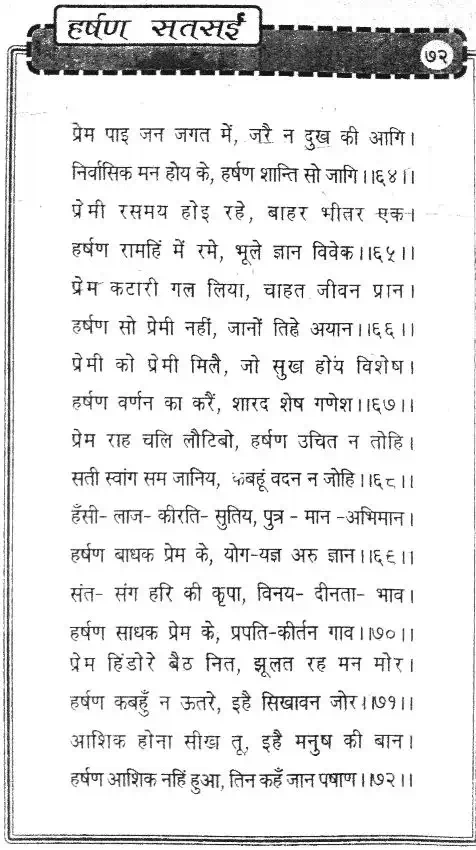 हर्षण सतसई
७२
प्रेम पाइ जन जगत में, जरै न दुख की आगि।
निर्वासिक मन होय के, हर्षण शान्ति सो जागि।।६४।।
प्रेमी रसमय होइ रहे, बाहर भीतर एक।
हर्षण रामहिं में रमे, भूले ज्ञान विवेक।।६५।।
प्रेम कटारी गल लिया, चाहत जीवन प्रान।
हर्षण सो प्रेमी नहीं, जानों तिहे अयान।।६६।।
प्रेमी को प्रेमी मिलै, जो सुख होय विशेष।
हर्षण वर्णन का करैं, शारद शेष गणेश।।६७।।
प्रेम राह चलि लौटिबो, हर्षण उचित न तोहि।
सती स्वांग सम जानिय, कबहूं वदन न जोहि।।६८।।
हँसी- लाज- कीरति- सुतिय, पुत्र - मान -अभिमान।
हर्षण बाधक प्रेम के, योग-यज्ञ अरु ज्ञान।।६९।।
संत- संग हरि की कृपा, विनय- दीनता- भाव।
हर्षण साधक प्रेम के, प्रपति-कीर्तन गाव।।७०।।
प्रेम हिंडोरे बैठ नित, झूलत रह मन मोर।
हर्षण कबहुँ न ऊतरे, इहै सिखावन जोर।।७१।।
आशिक होना सीख तू, इहै मनुष की बान।
हर्षण आशिक नहिं हुआ, तिन कहँ जान पषाण।।७२।।